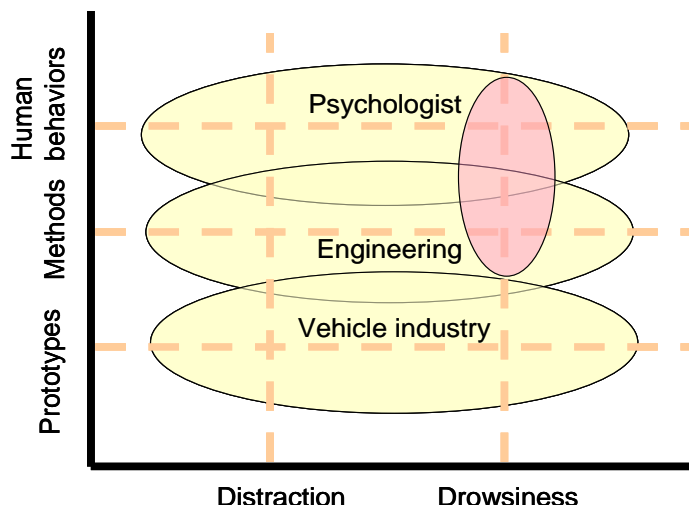 Human
behaviors
Psychologist
Methods
Engineering
Prototypes
Vehicle industry
Distraction
Drowsiness